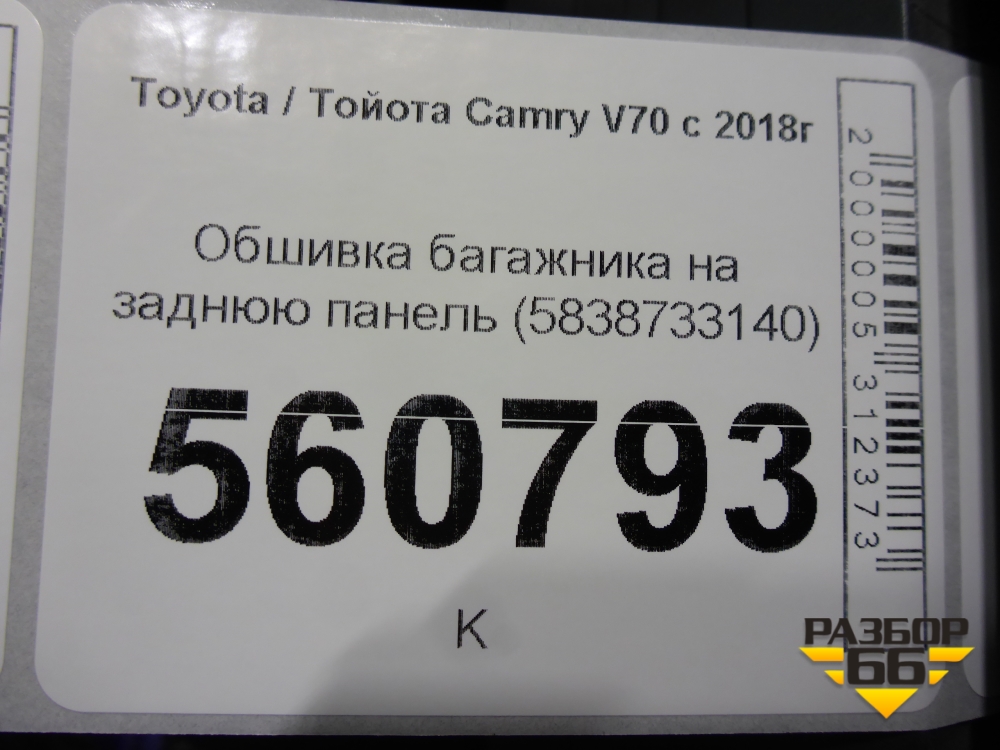 Toyota / Тойота Camry V70 с 2018г
Обшивка багажника на
заднюю панель (5838733140)
560793
К
2000005312373
РАЗБОР
66